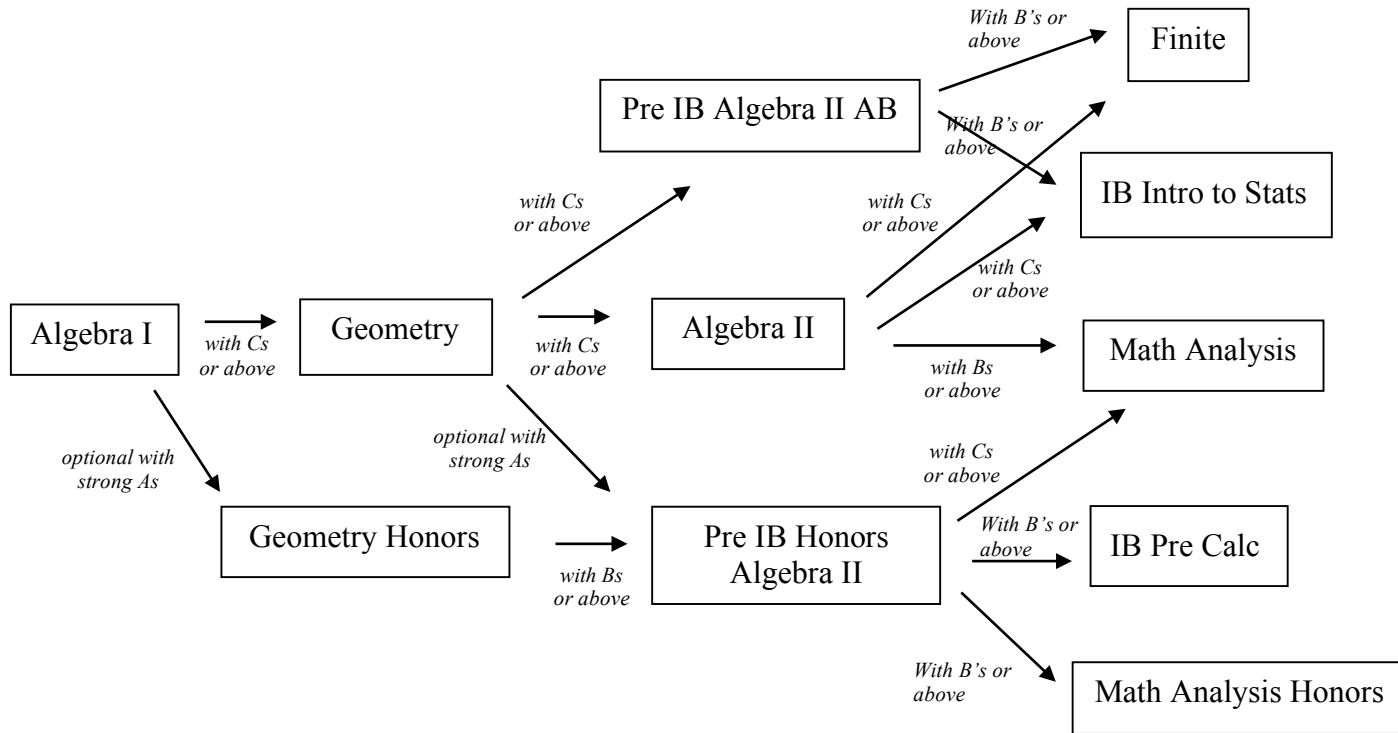 With B's or
above
Finite
Pre IB Algebra II AB
With B's or
above
IB Intro to Stats
with Cs
or above
with Cs
or above
with Cs
or above
Algebra I
with Cs
or above
Geometry
with Cs
or above
Algebra II
with Bs
or above
Math Analysis
optional with
strong As
optional with
strong As
with Cs
or above
Geometry Honors
with Bs
or above
Pre IB Honors
Algebra II
With B's or
above
IB Pre Calc
With B's or
above
Math Analysis Honors